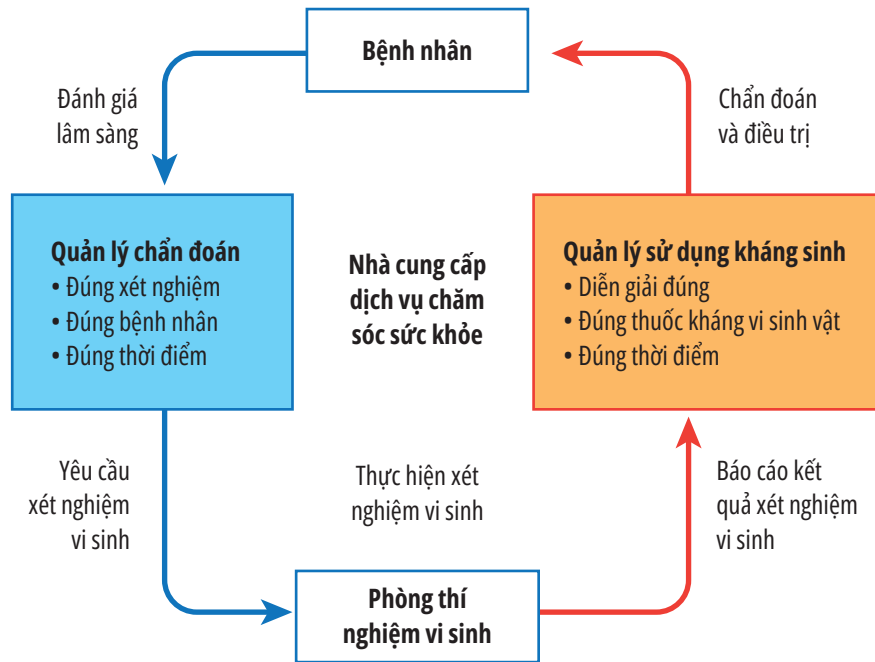 Bệnh nhân
Đánh giá
lâm sàng
Chẩn đoán
và điều trị
Quản lý chẩn đoán
• Đúng xét nghiệm
• Đúng bệnh nhân
• Đúng thời điểm
Nhà cung cấp
dịch vụ chăm
sóc sức khỏe
Quản lý sử dụng kháng sinh
• Diễn giải đúng
• Đúng thuốc kháng vi sinh vật
• Đúng thời điểm
Yêu cầu
xét nghiệm
vi sinh
Thực hiện xét
nghiệm vi sinh
Báo cáo kết
quả xét nghiệm
vi sinh
Phòng thí
nghiệm vi sinh